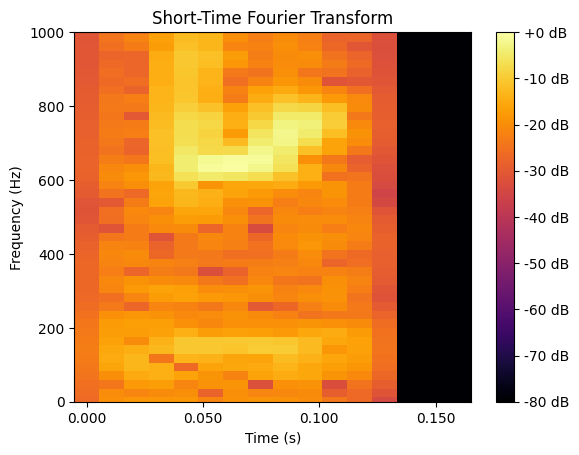 Short-Time Fourier Transform
1000
800
600
400
200
0
Frequency (Hz)
0.000
0.050
0.100
0.150
Time (s)
+0 dB
-10 dB
-20 dB
-30 dB
-40 dB
-50 dB
-60 dB
-70 dB
-80 dB